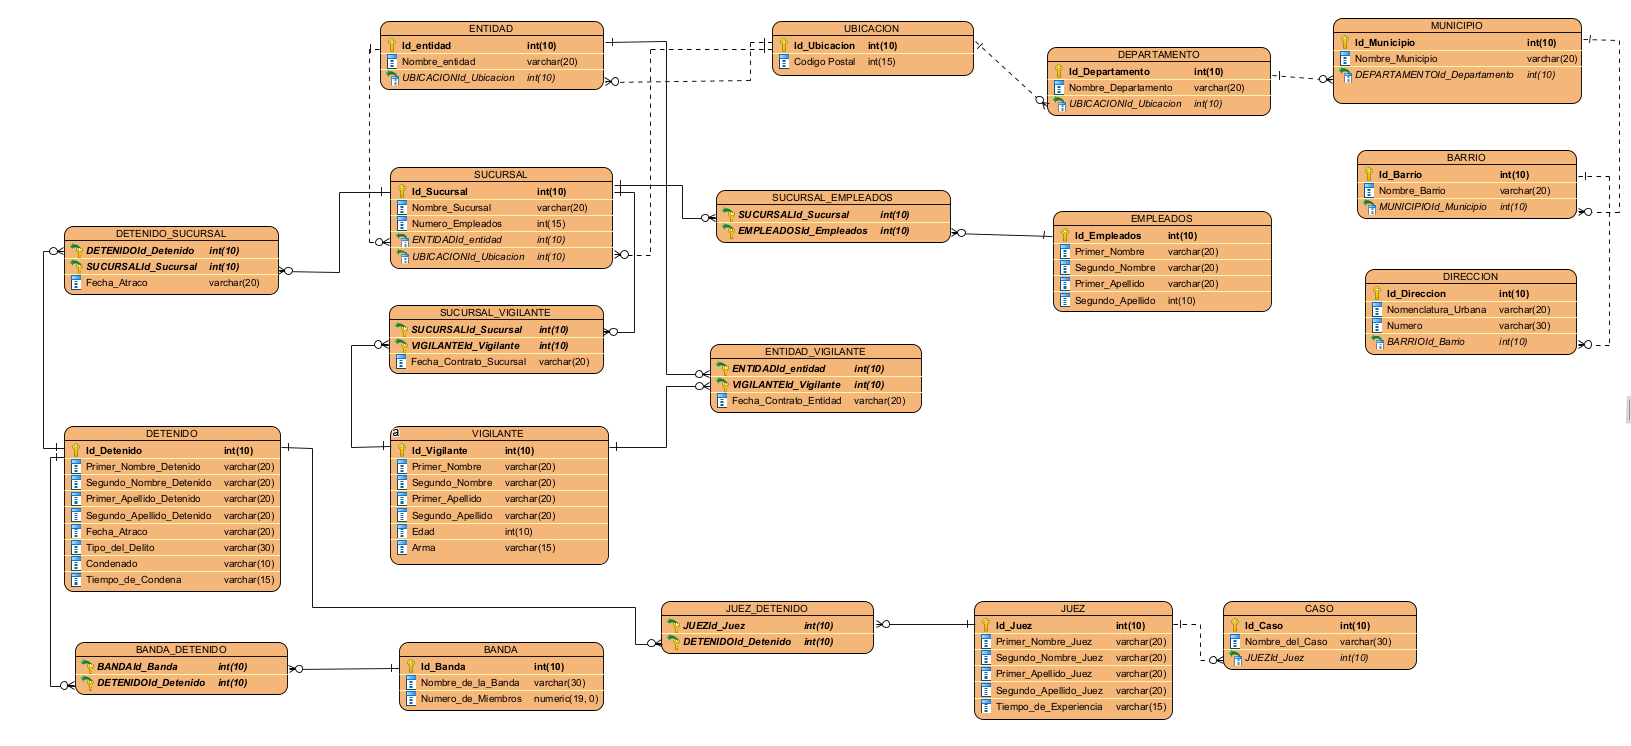 ENTIDAD
Id_entidad int(10)
Nombre_entidad varchar(20)
UBICACIONId_Ubicacion int(10)
UBICACION
Id_Ubicacion int(10)
Codigo Postal int(15)
DEPARTAMENTO
Id_Departamento int(10)
Nombre_Departamento varchar(20)
UBICACIONId_Ubicacion int(10)
MUNICIPIO
Id_Municipio int(10)
Nombre_Municipio varchar(20)
DEPARTAMENTOId_Departamento int(10)
BARRIO
Id_Barrio int(10)
Nombre_Barrio varchar(20)
MUNICIPIOId_Municipio int(10)
SUCURSAL
Id_Sucursal int(10)
Nombre_Sucursal varchar(20)
Numero_Empleados int(15)
ENTIDADId_entidad int(10)
UBICACIONId_Ubicacion int(10)
SUCURSAL_EMPLEADOS
SUCURSALId_Sucursal int(10)
EMPLEADOSId_Empleados int(10)
EMPLEADOS
Id_Empleados int(10)
Primer_Nombre varchar(20)
Segundo_Nombre varchar(20)
Primer_Apellido varchar(20)
Segundo_Apellido int(10)
DETENIDO_SUCURSAL
DETENIDOId_Detenido int(10)
SUCURSALId_Sucursal int(10)
Fecha_Atraco varchar(20)
DIRECCION
Id_Direccion int(10)
Nomenclatura_Urbana varchar(20)
Numero varchar(30)
BARRIOId_Barrio int(10)
SUCURSAL_VIGILANTE
SUCURSALId_Sucursal int(10)
VIGILANTEId_Vigilante int(10)
Fecha_Contrato_Sucursal varchar(20)
ENTIDAD_VIGILANTE
ENTIDADId_entidad int(10)
VIGILANTEId_Vigilante int(10)
Fecha_Contrato_Entidad varchar(20)
DETENIDO
Id_Detenido int(10)
Primer_Nombre_Detenido varchar(20)
Segundo_Nombre_Detenido varchar(20)
Primer_Apellido_Detenido varchar(20)
Segundo_Apellido_Detenido varchar(20)
Fecha_Atraco varchar(20)
Tipo_del_Delito varchar(30)
Condenado varchar(10)
Tiempo_de_Condena varchar(15)
a
VIGILANTE
Id_Vigilante int(10)
Primer_Nombre varchar(20)
Segundo_Nombre varchar(20)
Primer_Apellido varchar(20)
Segundo_Apellido varchar(20)
Edad int(10)
Arma varchar(15)
JUEZ_DETENIDO
JUEZId_Juez int(10)
DETENIDOId_Detenido int(10)
JUEZ
Id_Juez int(10)
Primer_Nombre_Juez varchar(20)
Segundo_Nombre_Juez varchar(20)
Primer_Apellido_Juez varchar(20)
Segundo_Apellido_Juez varchar(20)
Tiempo_de_Experiencia varchar(15)
CASO
Id_Caso int(10)
Nombre_del_Caso varchar(30)
JUEZId_Juez int(10)
BANDA_DETENIDO
BANDAId_Banda int(10)
DETENIDOId_Detenido int(10)
BANDA
Id_Banda int(10)
Nombre_de_la_Banda varchar(30)
Numero_de_Miembros numeric(19, 0)